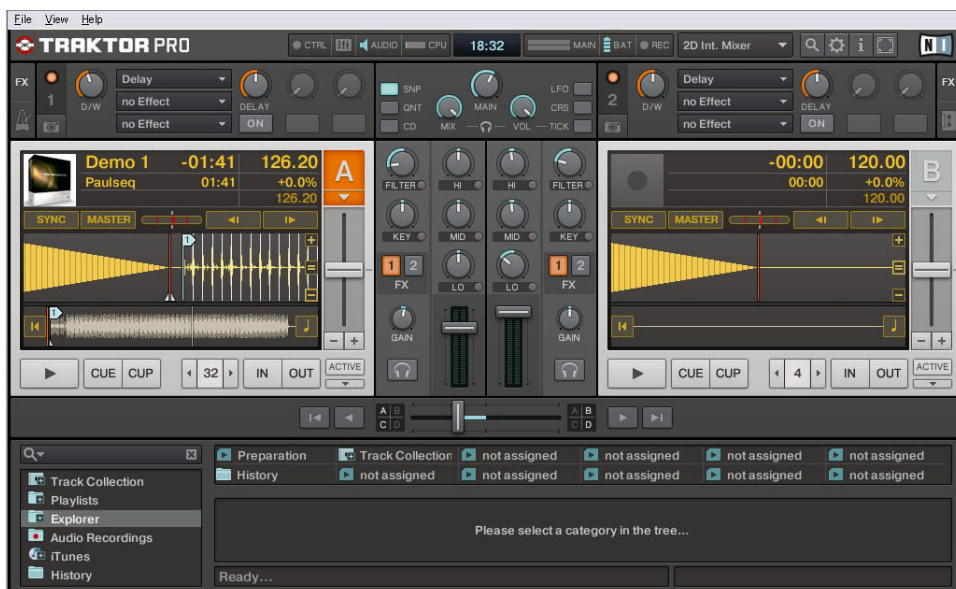 File View Help
TRAKTOR PRO CTRL AUDIO CPU 18:32 MAIN BAT REC 2D Int. Mixer i N I
FX 1 D/W Delay DELAY SNP LFO 2 D/W Delay DELAY FX
no Effect QNT MAIN CRS no Effect
no Effect ON CD MIX VOL TICK no Effect ON
Demo 1 -01:41 126.20 A
Paulseq 01:41 +0.0%
126.20
SYNC MASTER
1
1
CUE CUP 32 IN OUT ACTIVE
FILTER HI HI FILTER
KEY MID MID KEY
1 2 LO LO 1 2
FX FX
GAIN GAIN
-00:00 120.00 B
00:00 +0.0%
120.00
SYNC MASTER
CUE CUP 4 IN OUT ACTIVE
A B A B
C D C D
Preparation Track Collection not assigned not assigned not assigned not assigned
History not assigned not assigned not assigned not assigned not assigned
Track Collection
Playlists
Explorer
Audio Recordings
iTunes
History
Please select a category in the tree...
Ready...